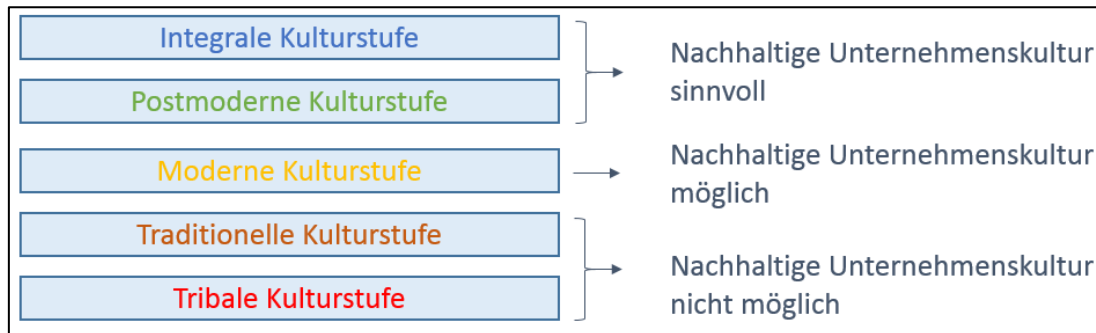 Integrale Kulturstufe
Postmoderne Kulturstufe
Nachhaltige Unternehmenskultur
sinnvoll
Moderne Kulturstufe
Nachhaltige Unternehmenskultur
möglich
Traditionelle Kulturstufe
Tribale Kulturstufe
Nachhaltige Unternehmenskultur
nicht möglich